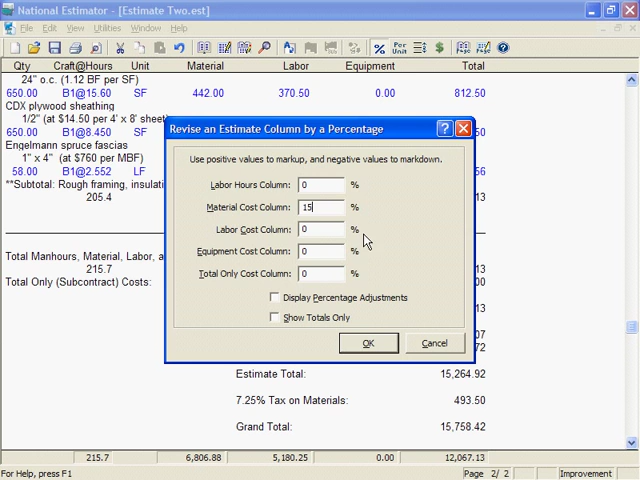 National Estimator - [Estimate Two.est]
File Edit View Utilities Window Help
% Per Unit $
Qty Craft@Hours Unit Material Labor Equipment Total
24" o.c. (1.12 BF per SF)
650.00 B1@15.60 SF 442.00 370.50 0.00 812.50
CDX plywood sheathing
1/2" (at $14.50 per 4' x 8' sheet
650.00 B1@8.450 SF
Engelmann spruce fascias
1" x 4" (at $760 per MBF)
58.00 B1@2.552 LF 56
**Subtotal: Rough framing, insulati
205.4 13
Total Manhours, Material, Labor, a
215.7 13
Total Only (Subcontract) Costs:
13
07
72
Estimate Total: 15,264.92
7.25% Tax on Materials: 493.50
Grand Total: 15,758.42
Revise an Estimate Column by a Percentage
Use positive values to markup, and negative values to markdown.
Labor Hours Column: 0 %
Material Cost Column: 15 %
Labor Cost Column: 0 %
Equipment Cost Column: 0 %
Total Only Cost Column: 0 %
Display Percentage Adjustments
Show Totals Only
OK Cancel
215.7 6,806.88 5,180.25 0.00 12,067.13
For Help, press F1 Page 2/ 2 Improvement